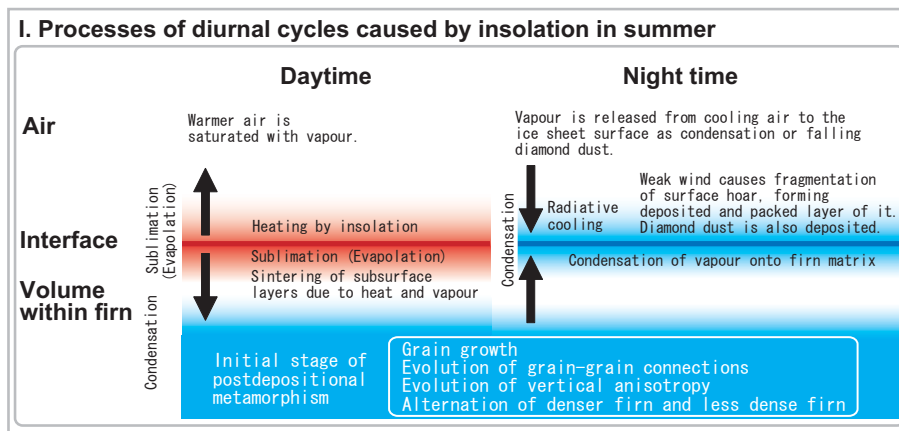 I. Processes of diurnal cycles caused by insolation in summer
Daytime
Night time
Air
Warmer air is
saturated with vapour.
Vapour is released from cooling air to the
ice sheet surface as condensation or falling
diamond dust.
Sublimation
(Evapolation)
Condensation
Weak wind causes fragmentation
of surface hoar, forming
deposited and packed layer of it.
Diamond dust is also deposited.
Radiative
cooling
Heating by insolation
Interface
Sublimation (Evapolation)
Sintering of subsurface
layers due to heat and vapour
Condensation of vapour onto firn matrix
Volume
within firn
Condensation
Initial stage of
postdepositional
metamorphism
Grain growth
Evolution of grain-grain connections
Evolution of vertical anisotropy
Alternation of denser firn and less dense firn